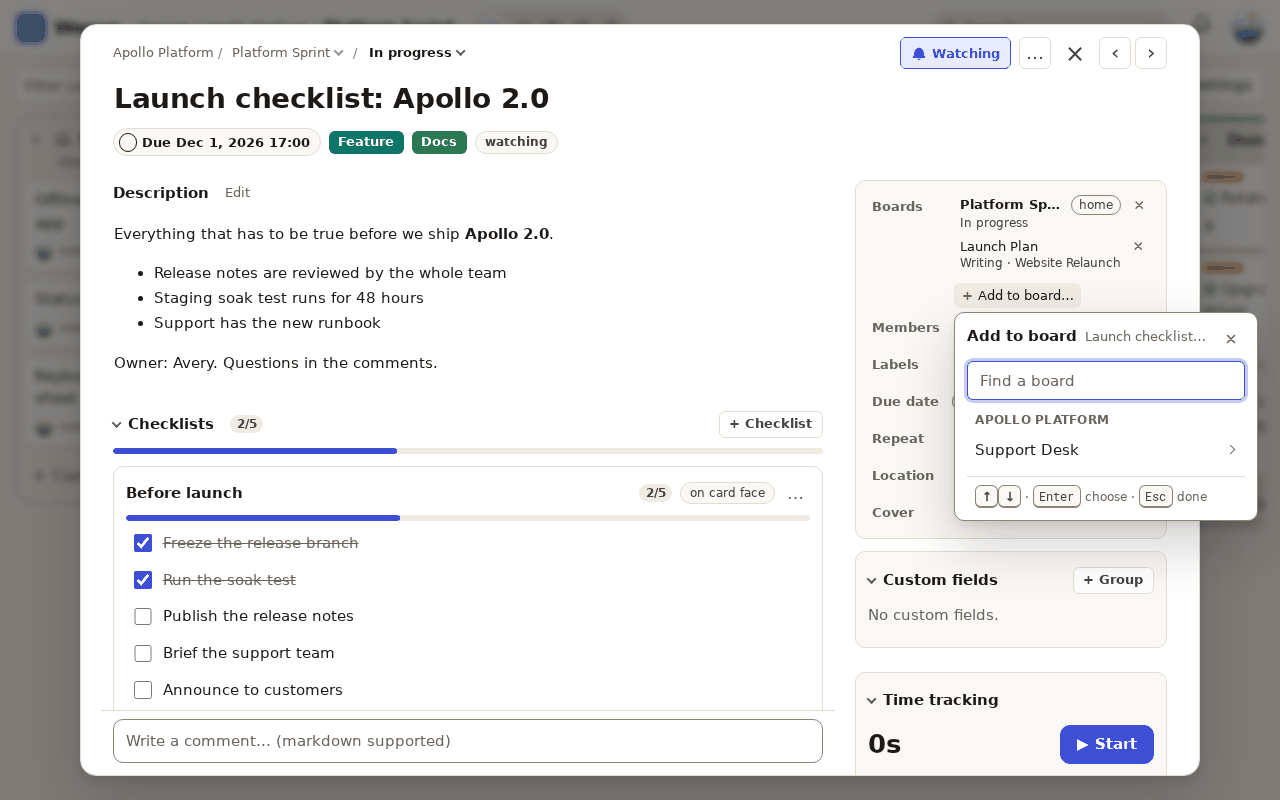 Apollo Platform / Platform Sprint / In progress
Watching
...
Launch checklist: Apollo 2.0
Due Dec 1, 2026 17:00
Feature
Docs
watching
Description
Edit
Everything that has to be true before we ship Apollo 2.0.
• Release notes are reviewed by the whole team
• Staging soak test runs for 48 hours
• Support has the new runbook
Owner: Avery. Questions in the comments.
Checklists 2/5
+ Checklist
Before launch
2/5
on card face
...
Freeze the release branch
Run the soak test
Publish the release notes
Brief the support team
Announce to customers
Write a comment... (markdown supported)
Boards
Platform Sp...
home
In progress
Launch Plan
Writing · Website Relaunch
+ Add to board...
Members
Labels
Due date
Repeat
Location
Cover
Add to board Launch checklist...
Find a board
APOLLO PLATFORM
Support Desk
↑ ↓ · Enter choose · Esc done
Custom fields
+ Group
No custom fields.
Time tracking
0s
Start